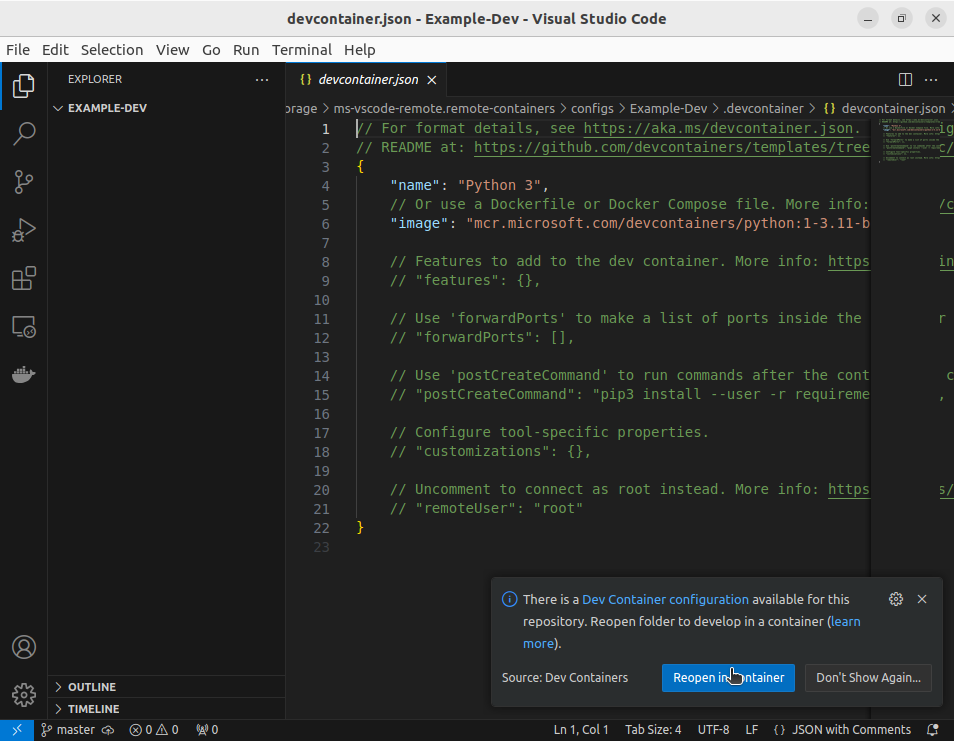 devcontainer.json - Example-Dev - Visual Studio Code
File Edit Selection View Go Run Terminal Help
EXPLORER
EXAMPLE-DEV
OUTLINE
TIMELINE
{} devcontainer.json
orage > ms-vscode-remote.remote-containers > configs > Example-Dev > .devcontainer > {} devcontainer.json >
1 // For format details, see https://aka.ms/devcontainer.json.
2 // README at: https://github.com/devcontainers/templates/tree
3 {
4 "name": "Python 3",
5 // Or use a Dockerfile or Docker Compose file. More info:
6 "image": "mcr.microsoft.com/devcontainers/python:1-3.11-b
7
8 // Features to add to the dev container. More info: https
9 // "features": {},
10
11 // Use 'forwardPorts' to make a list of ports inside the
12 // "forwardPorts": [],
13
14 // Use 'postCreateCommand' to run commands after the cont
15 // "postCreateCommand": "pip3 install --user -r requireme
16
17 // Configure tool-specific properties.
18 // "customizations": {},
19
20 // Uncomment to connect as root instead. More info: https
21 // "remoteUser": "root"
22 }
23
There is a Dev Container configuration available for this
repository. Reopen folder to develop in a container (learn
more).
Source: Dev Containers
Reopen in Container
Don't Show Again...
master 0 0 0 Ln 1, Col 1 Tab Size: 4 UTF-8 LF {} JSON with Comments